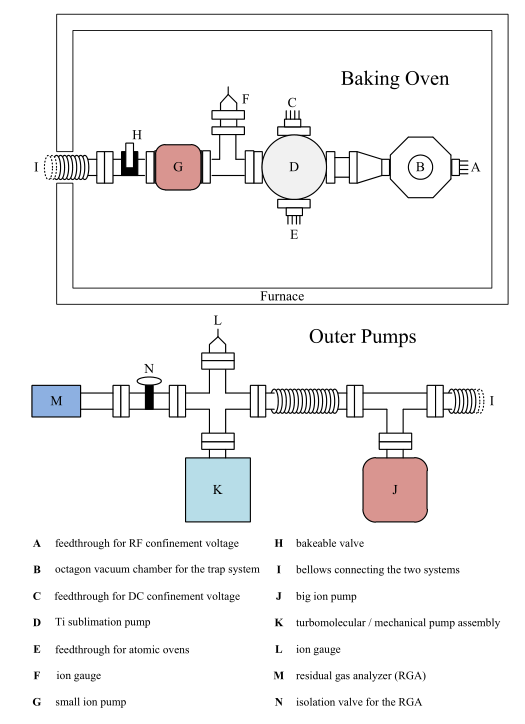 Baking Oven
F
C
H
I
G
D
B
A
E
Furnace
L
Outer Pumps
N
M
I
K
J
A feedthrough for RF confinement voltage
B octagon vacuum chamber for the trap system
C feedthrough for DC confinement voltage
D Ti sublimation pump
E feedthrough for atomic ovens
F ion gauge
G small ion pump
H bakeable valve
I bellows connecting the two systems
J big ion pump
K turbomolecular / mechanical pump assembly
L ion gauge
M residual gas analyzer (RGA)
N isolation valve for the RGA